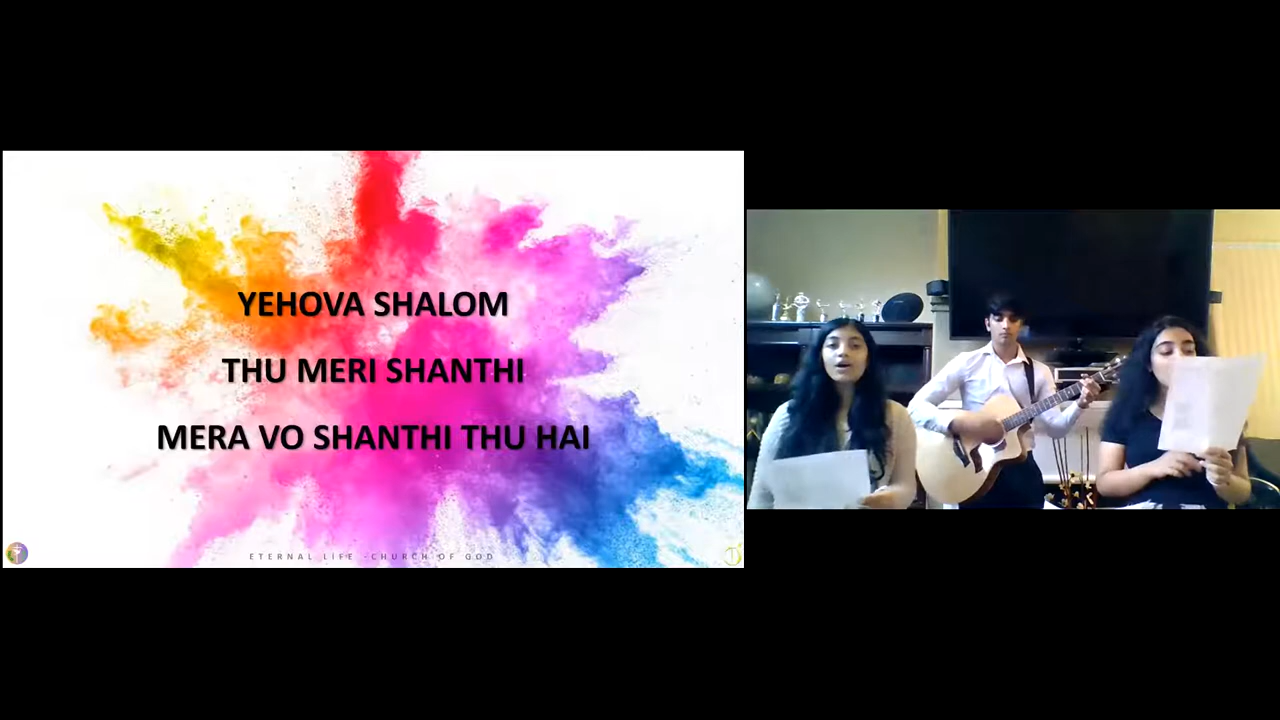 YEHOVA SHALOM
THU MERI SHANTHI
MERA VO SHANTHI THU HAI
ETERNAL LIFE -CHURCH OF GOD